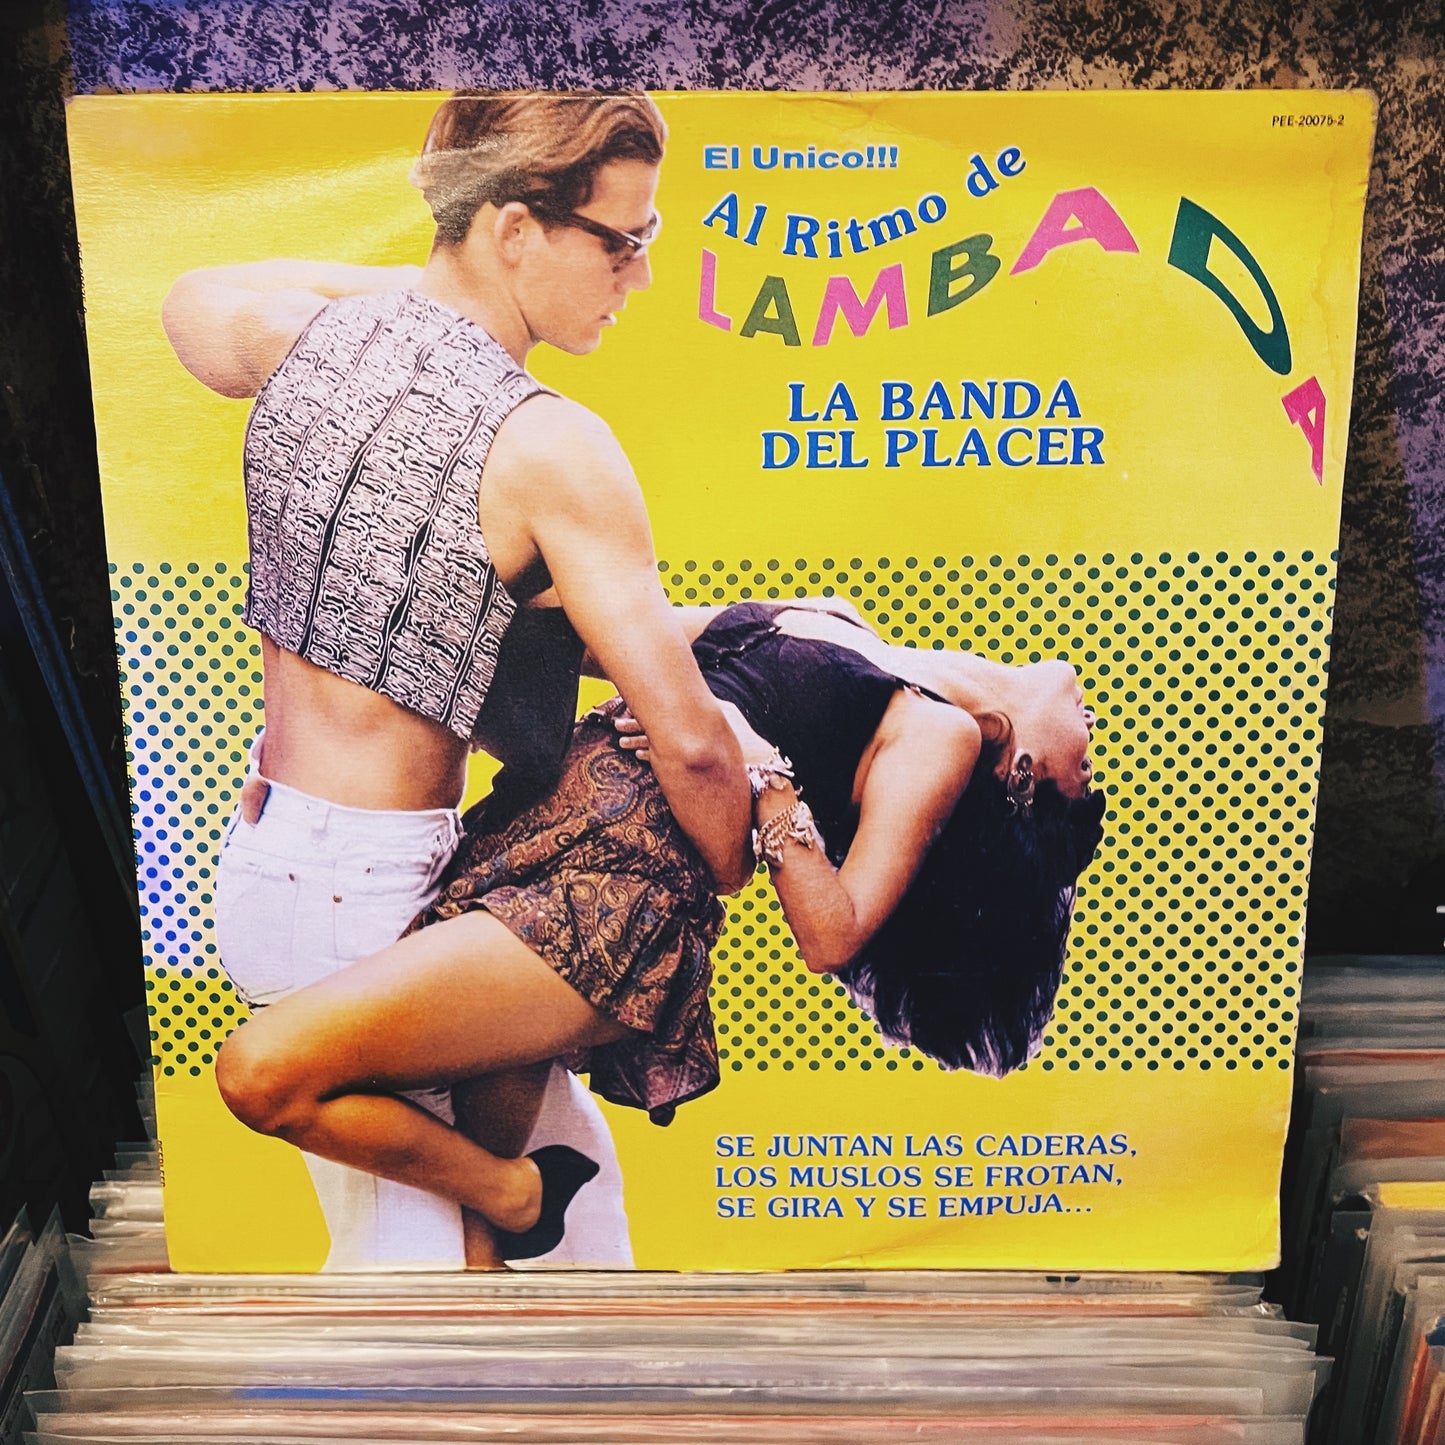 PEE-20075-2
El Unico!!!
Al Ritmo de
LAMBADA
LA BANDA
DEL PLACER
SE JUNTAN LAS CADERAS,
LOS MUSLOS SE FROTAN,
SE GIRA Y SE EMPUJA...